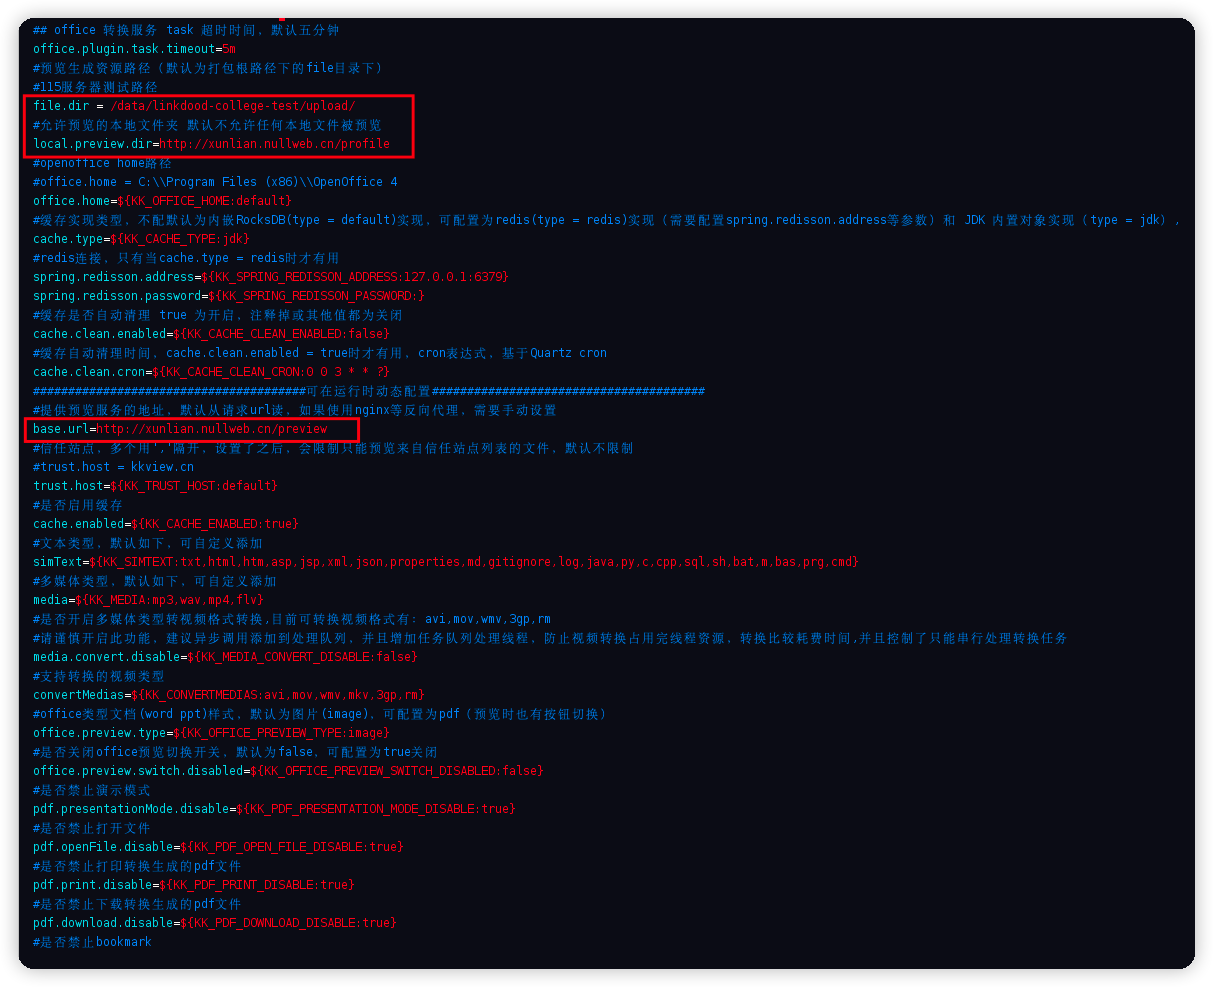 ## office 转换服务 task 超时时间，默认五分钟
office.plugin.task.timeout=5m
#预览生成资源路径（默认为打包根路径下的file目录下）
#115服务器测试路径
file.dir = /data/linkdood-college-test/upload/
#允许预览的本地文件夹 默认不允许任何本地文件被预览
local.preview.dir=http://xunlian.nullweb.cn/profile
#openoffice home路径
#office.home = C:\\Program Files (x86)\\OpenOffice 4
office.home=${KK_OFFICE_HOME:default}
#缓存实现类型，不配默认为内嵌RocksDB(type = default)实现，可配置为redis(type = redis)实现（需要配置spring.redisson.address等参数）和 JDK 内置对象实现（type = jdk）,
cache.type=${KK_CACHE_TYPE:jdk}
#redis连接，只有当cache.type = redis时才有用
spring.redisson.address=${KK_SPRING_REDISSON_ADDRESS:127.0.0.1:6379}
spring.redisson.password=${KK_SPRING_REDISSON_PASSWORD:}
#缓存是否自动清理 true 为开启，注释掉或其他值都为关闭
cache.clean.enabled=${KK_CACHE_CLEAN_ENABLED:false}
#缓存自动清理时间，cache.clean.enabled = true时才有用，cron表达式，基于Quartz cron
cache.clean.cron=${KK_CACHE_CLEAN_CRON:0 0 3 * * ?}
#######################################可在运行时动态配置#######################################
#提供预览服务的地址，默认从请求url读，如果使用nginx等反向代理，需要手动设置
base.url=http://xunlian.nullweb.cn/preview
#信任站点，多个用','隔开，设置了之后，会限制只能预览来自信任站点列表的文件，默认不限制
#trust.host = kkview.cn
trust.host=${KK_TRUST_HOST:default}
#是否启用缓存
cache.enabled=${KK_CACHE_ENABLED:true}
#文本类型，默认如下，可自定义添加
simText=${KK_SIMTEXT:txt,html,htm,asp,jsp,xml,json,properties,md,gitignore,log,java,py,c,cpp,sql,sh,bat,m,bas,prg,cmd}
#多媒体类型，默认如下，可自定义添加
media=${KK_MEDIA:mp3,wav,mp4,flv}
#是否开启多媒体类型转视频格式转换,目前可转换视频格式有：avi,mov,wmv,3gp,rm
#请谨慎开启此功能，建议异步调用添加到处理队列，并且增加任务队列处理线程，防止视频转换占用完线程资源，转换比较耗费时间,并且控制了只能串行处理转换任务
media.convert.disable=${KK_MEDIA_CONVERT_DISABLE:false}
#支持转换的视频类型
convertMedias=${KK_CONVERTMEDIAS:avi,mov,wmv,mkv,3gp,rm}
#office类型文档(word ppt)样式，默认为图片(image)，可配置为pdf（预览时也有按钮切换）
office.preview.type=${KK_OFFICE_PREVIEW_TYPE:image}
#是否关闭office预览切换开关，默认为false，可配置为true关闭
office.preview.switch.disabled=${KK_OFFICE_PREVIEW_SWITCH_DISABLED:false}
#是否禁止演示模式
pdf.presentationMode.disable=${KK_PDF_PRESENTATION_MODE_DISABLE:true}
#是否禁止打开文件
pdf.openFile.disable=${KK_PDF_OPEN_FILE_DISABLE:true}
#是否禁止打印转换生成的pdf文件
pdf.print.disable=${KK_PDF_PRINT_DISABLE:true}
#是否禁止下载转换生成的pdf文件
pdf.download.disable=${KK_PDF_DOWNLOAD_DISABLE:true}
#是否禁止bookmark